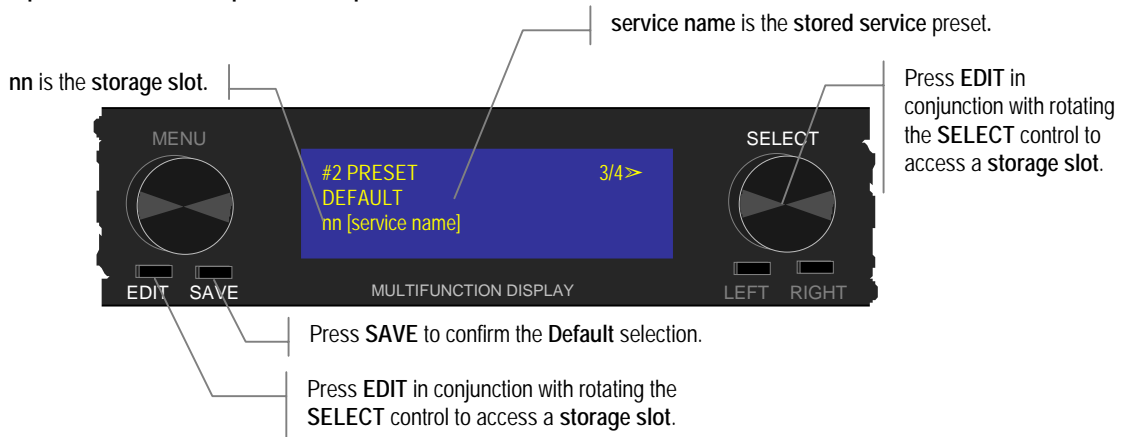 service name is the stored service preset.
nn is the storage slot.
Press EDIT in
conjunction with rotating
the SELECT control to
access a storage slot.
MENU
SELECT
#2 PRESET 3/4➣
DEFAULT
nn [service name]
EDIT SAVE
MULTIFUNCTION DISPLAY
LEFT RIGHT
Press SAVE to confirm the Default selection.
Press EDIT in conjunction with rotating the
SELECT control to access a storage slot.